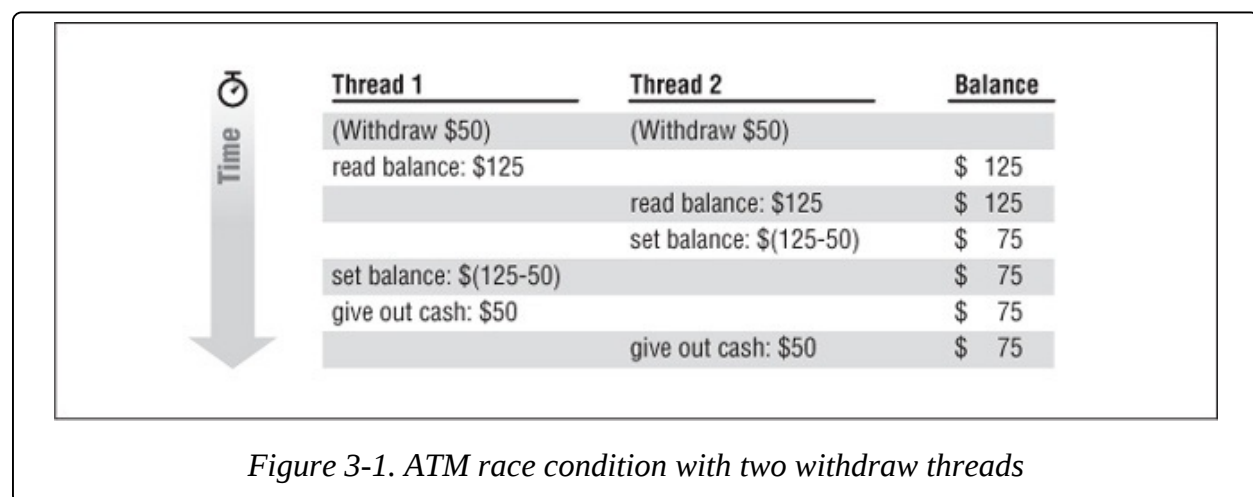 Thread 1 Thread 2 Balance
Time
(Withdraw $50) (Withdraw $50)
read balance: $125 $ 125
read balance: $125 $ 125
set balance: $(125-50) $ 75
set balance: $(125-50) $ 75
give out cash: $50 $ 75
give out cash: $50 $ 75
Figure 3-1. ATM race condition with two withdraw threads